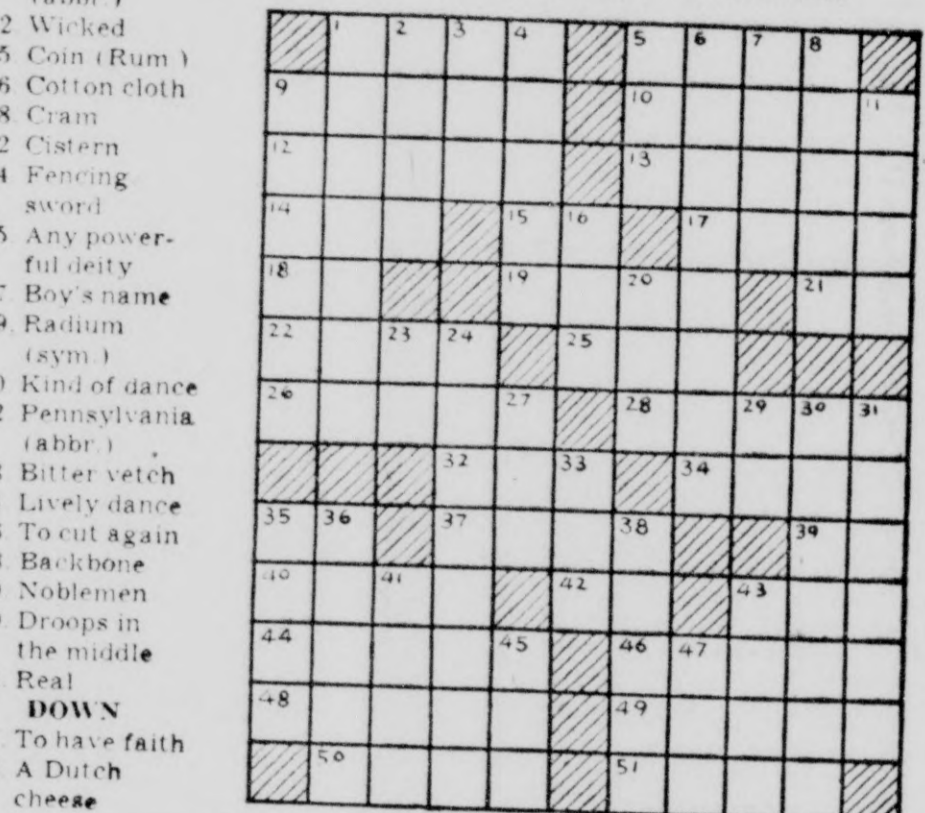 (abbr.)
2 Wicked
5. Coin (Rum.)
6. Cotton cloth
8. Cram
2 Cistern
4 Fencing
sword
5 Any power-
ful deity
7 Boy's name
9. Radium
(sym.)
0 Kind of dance
2 Pennsylvania
(abbr.)
3 Bitter vetch
Lively dance
To cut again
Backbone
Noblemen
Droops in
the middle
Real
DOWN
To have faith
A Dutch
cheese
1 2 3 4 5 6 7 8
9 10 11
12 13
14 15 16 17
18 19 20 21
22 23 24 25
26 27 28 29 30 31
32 33 34
35 36 37 38 39
40 41 42 43
44 45 46 47
48 49
50 51